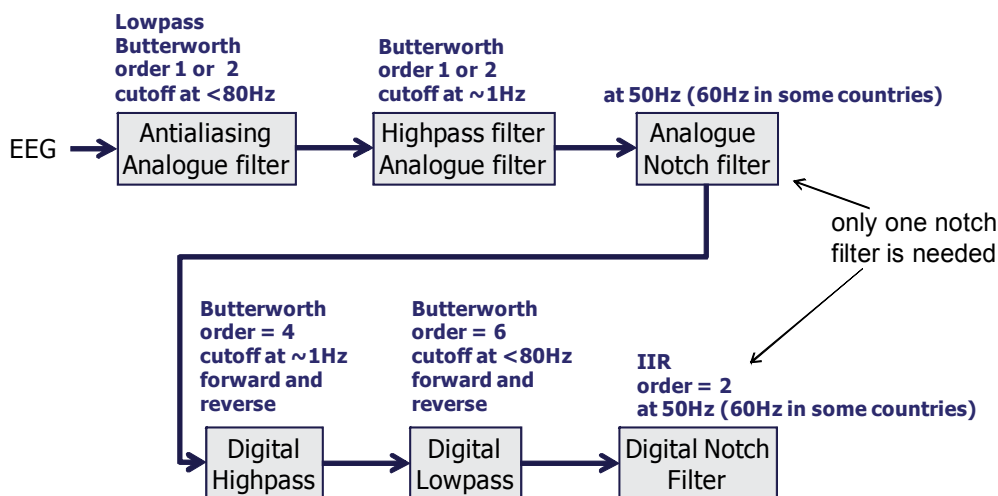 Lowpass
Butterworth
order 1 or 2
cutoff at <80Hz
Butterworth
order 1 or 2
cutoff at ~1Hz
at 50Hz (60Hz in some countries)
EEG
Antialiasing
Analogue filter
Highpass filter
Analogue filter
Analogue
Notch filter
only one notch
filter is needed
Butterworth
order = 4
cutoff at ~1Hz
forward and
reverse
Butterworth
order = 6
cutoff at <80Hz
forward and
reverse
IIR
order = 2
at 50Hz (60Hz in some countries)
Digital
Highpass
Digital
Lowpass
Digital Notch
Filter